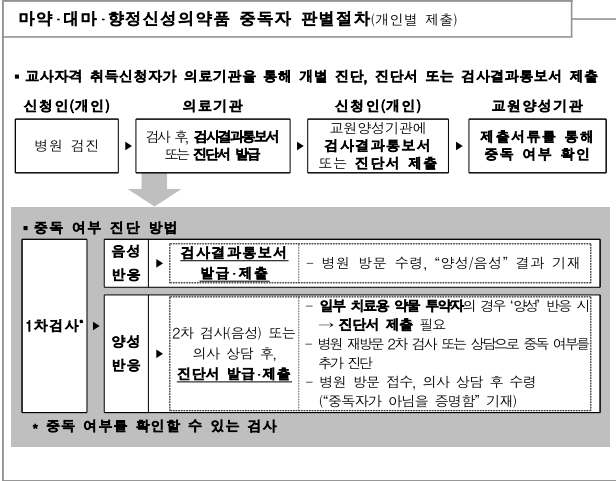 마약·대마·향정신성의약품 중독자 판별절차(개인별 제출)
▪ 교사자격 취득신청자가 의료기관을 통해 개별 진단, 진단서 또는 검사결과통보서 제출
신청인(개인)
병원 검진
▶
의료기관
검사 후, 검사결과통보서
또는 진단서 발급
▶
신청인(개인)
교원양성기관에
검사결과통보서
또는 진단서 제출
▶
교원양성기관
제출서류를 통해
중독 여부 확인
▪ 중독 여부 진단 방법
1차검사*
▶
음성
반응
▶
검사결과통보서
발급·제출
- 병원 방문 수령, “양성/음성” 결과 기재
양성
반응
▶
2차 검사(음성) 또는
의사 상담 후,
진단서 발급·제출
- 일부 치료용 약물 투약자의 경우 ‘양성’ 반응 시
→ 진단서 제출 필요
- 병원 재방문 2차 검사 또는 상담으로 중독 여부를
추가 진단
- 병원 방문 접수, 의사 상담 후 수령
(“중독자가 아님을 증명함” 기재)
* 중독 여부를 확인할 수 있는 검사